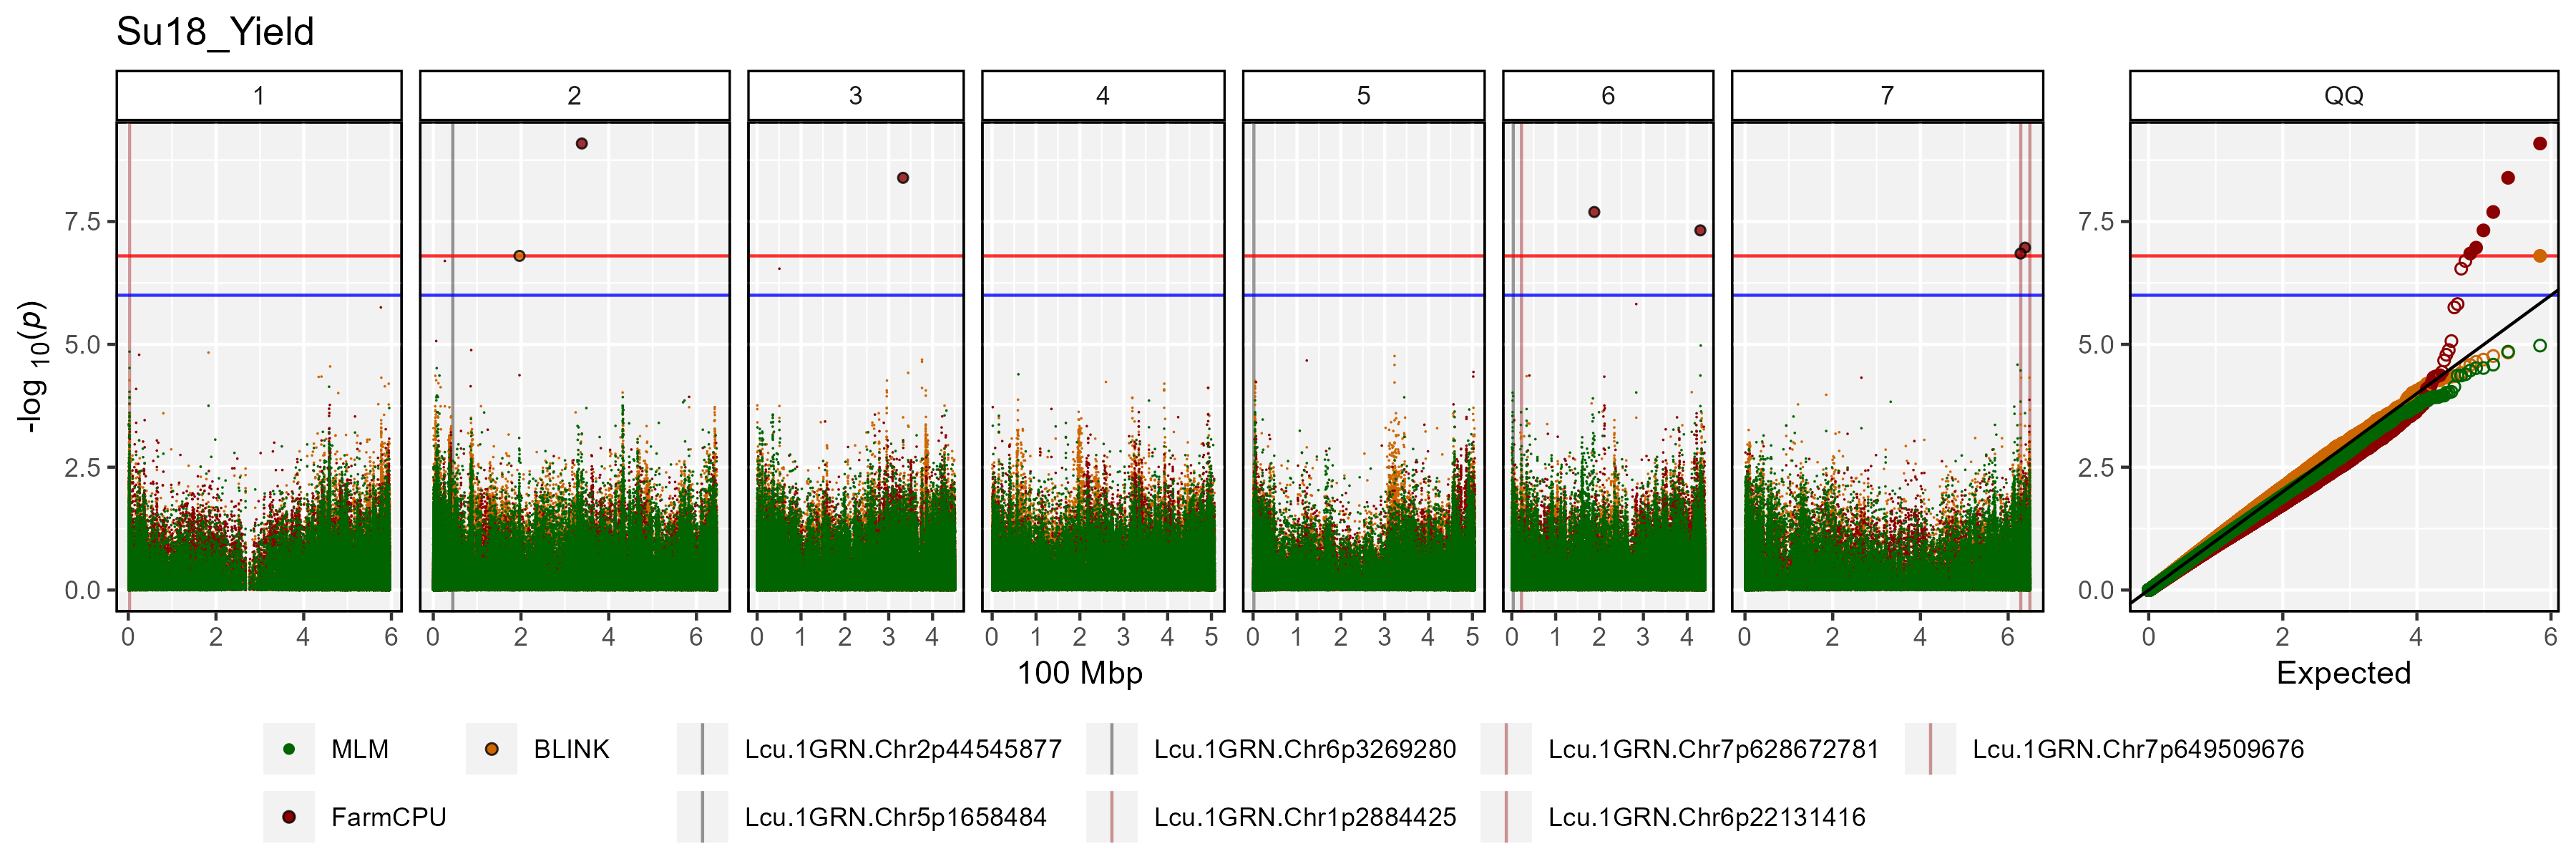 Su18_Yield
1 2 3 4 5 6 7 QQ
7.5 7.5
5.0 5.0
2.5 2.5
0.0 0.0
-log 10(p)
0 2 4 6 0 2 4 6 0 1 2 3 4 0 1 2 3 4 5 0 1 2 3 4 5 0 1 2 3 4 0 2 4 6 0 2 4 6
100 Mbp Expected
MLM BLINK Lcu.1GRN.Chr2p44545877 Lcu.1GRN.Chr6p3269280 Lcu.1GRN.Chr7p628672781 Lcu.1GRN.Chr7p649509676
FarmCPU Lcu.1GRN.Chr5p1658484 Lcu.1GRN.Chr1p2884425 Lcu.1GRN.Chr6p22131416